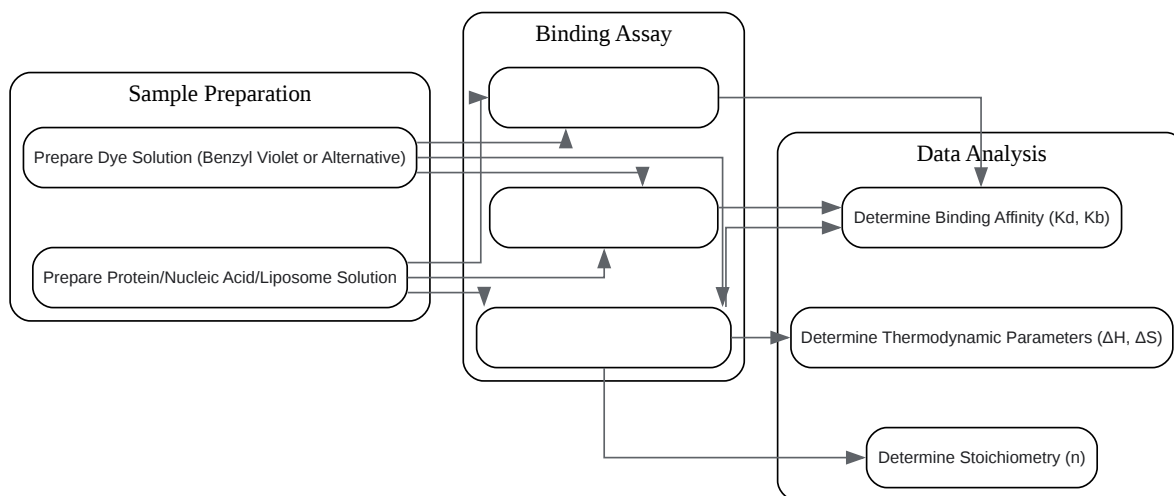 Sample Preparation
Prepare Dye Solution (Benzyl Violet or Alternative)
Prepare Protein/Nucleic Acid/Liposome Solution
Binding Assay
Data Analysis
Determine Binding Affinity (Kd, Kb)
Determine Thermodynamic Parameters (ΔH, ΔS)
Determine Stoichiometry (n)